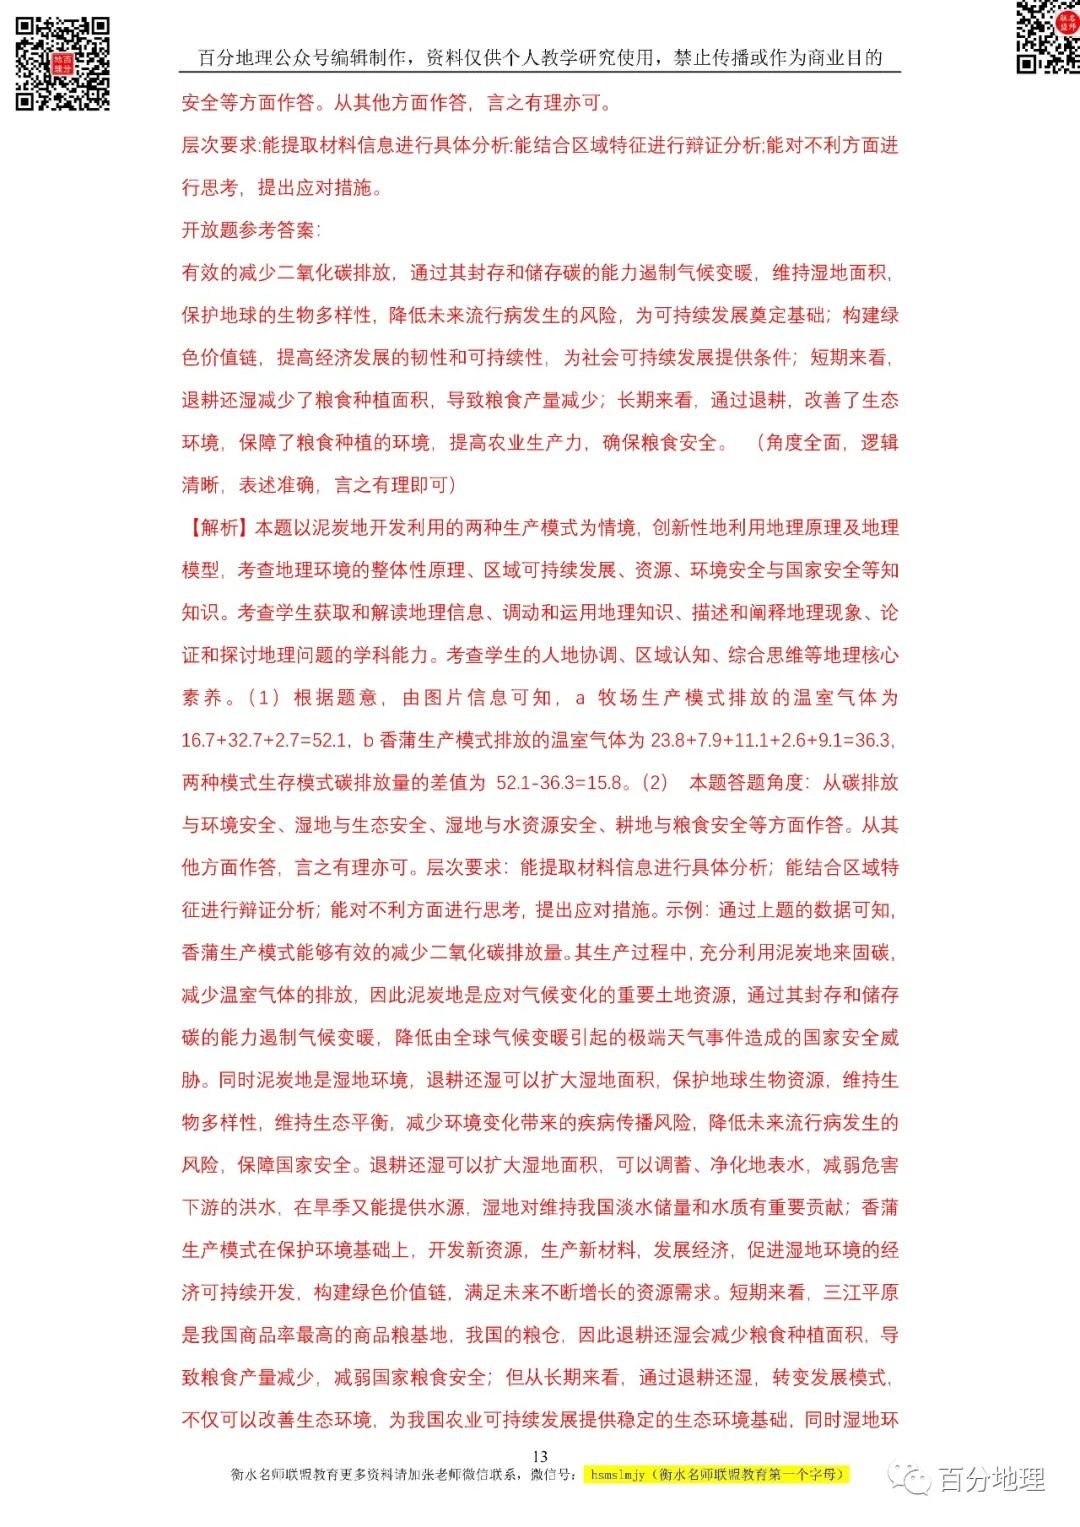 百分地理公众号编辑制作，资料仅供个人教学研究使用，禁止传播或作为商业目的
安全等方面作答。从其他方面作答，言之有理亦可。
层次要求:能提取材料信息进行具体分析:能结合区域特征进行辩证分析;能对不利方面进
行思考，提出应对措施。
开放题参考答案：
有效的减少二氧化碳排放，通过其封存和储存碳的能力遏制气候变暖，维持湿地面积，
保护地球的生物多样性，降低未来流行病发生的风险，为可持续发展奠定基础；构建绿
色价值链，提高经济发展的韧性和可持续性，为社会可持续发展提供条件；短期来看，
退耕还湿减少了粮食种植面积，导致粮食产量减少；长期来看，通过退耕，改善了生态
环境，保障了粮食种植的环境，提高农业生产力，确保粮食安全。 （角度全面，逻辑
清晰，表述准确，言之有理即可）
【解析】本题以泥炭地开发利用的两种生产模式为情境，创新性地利用地理原理及地理
模型，考查地理环境的整体性原理、区域可持续发展、资源、环境安全与国家安全等知
知识。考查学生获取和解读地理信息、调动和运用地理知识、描述和阐释地理现象、论
证和探讨地理问题的学科能力。考查学生的人地协调、区域认知、综合思维等地理核心
素养。（1）根据题意，由图片信息可知，a 牧场生产模式排放的温室气体为
16.7+32.7+2.7=52.1，b 香蒲生产模式排放的温室气体为 23.8+7.9+11.1+2.6+9.1=36.3，
两种模式生存模式碳排放量的差值为 52.1-36.3=15.8。（2） 本题答题角度：从碳排放
与环境安全、湿地与生态安全、湿地与水资源安全、耕地与粮食安全等方面作答。从其
他方面作答，言之有理亦可。层次要求：能提取材料信息进行具体分析；能结合区域特
征进行辩证分析；能对不利方面进行思考，提出应对措施。示例：通过上题的数据可知，
香蒲生产模式能够有效的减少二氧化碳排放量。其生产过程中，充分利用泥炭地来固碳，
减少温室气体的排放，因此泥炭地是应对气候变化的重要土地资源，通过其封存和储存
碳的能力遏制气候变暖，降低由全球气候变暖引起的极端天气事件造成的国家安全威
胁。同时泥炭地是湿地环境，退耕还湿可以扩大湿地面积，保护地球生物资源，维持生
物多样性，维持生态平衡，减少环境变化带来的疾病传播风险，降低未来流行病发生的
风险，保障国家安全。退耕还湿可以扩大湿地面积，可以调蓄、净化地表水，减弱危害
下游的洪水，在旱季又能提供水源，湿地对维持我国淡水储量和水质有重要贡献；香蒲
生产模式在保护环境基础上，开发新资源，生产新材料，发展经济，促进湿地环境的经
济可持续开发，构建绿色价值链，满足未来不断增长的资源需求。短期来看，三江平原
是我国商品率最高的商品粮基地，我国的粮仓，因此退耕还湿会减少粮食种植面积，导
致粮食产量减少，减弱国家粮食安全；但从长期来看，通过退耕还湿，转变发展模式，
不仅可以改善生态环境，为我国农业可持续发展提供稳定的生态环境基础，同时湿地环
13
衡水名师联盟教育更多资料请加张老师微信联系，微信号： hsmslmjy（衡水名师联盟教育第一个字母）
百分地理